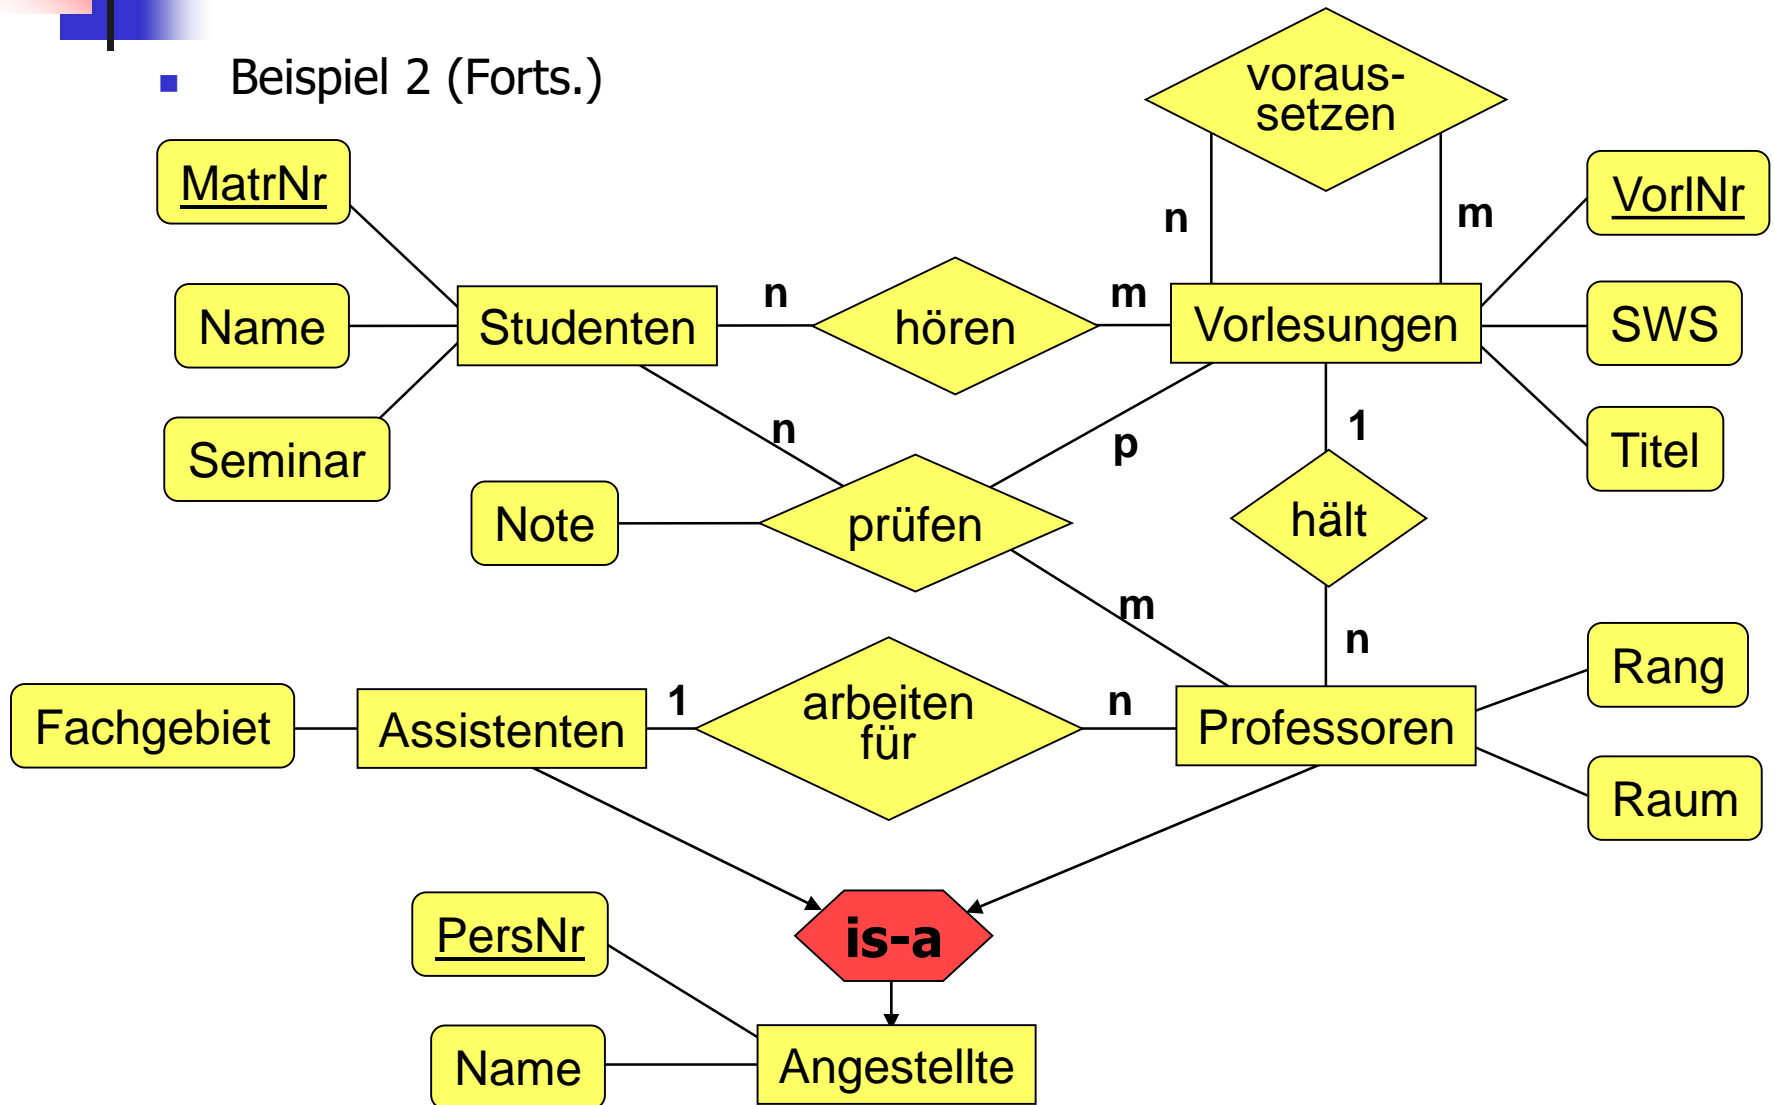 Beispiel 2 (Forts.)
voraus-
setzen
MatrNr
VorlNr
n
m
n
m
Name
Studenten
hören
Vorlesungen
SWS
Seminar
n
p
1
Titel
Note
prüfen
hält
m
n
Rang
Fachgebiet
Assistenten
1
arbeiten
für
n
Professoren
Raum
is-a
PersNr
Name
Angestellte